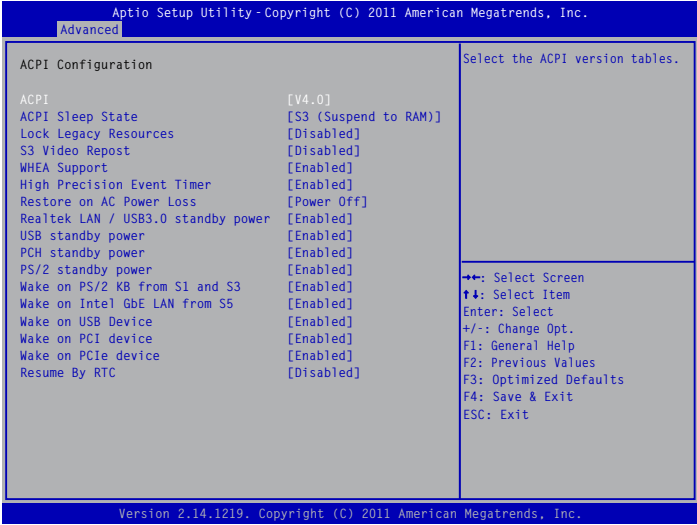 Aptio Setup Utility - Copyright (C) 2011 American Megatrends, Inc.
Advanced
ACPI Configuration
ACPI [V4.0]
ACPI Sleep State [S3 (Suspend to RAM)]
Lock Legacy Resources [Disabled]
S3 Video Repost [Disabled]
WHEA Support [Enabled]
High Precision Event Timer [Enabled]
Restore on AC Power Loss [Power Off]
Realtek LAN / USB3.0 standby power [Enabled]
USB standby power [Enabled]
PCH standby power [Enabled]
PS/2 standby power [Enabled]
Wake on PS/2 KB from S1 and S3 [Enabled]
Wake on Intel GbE LAN from S5 [Enabled]
Wake on USB Device [Enabled]
Wake on PCI device [Enabled]
Wake on PCIe device [Enabled]
Resume By RTC [Disabled]
Select the ACPI version tables.
→←: Select Screen
↑↓: Select Item
Enter: Select
+/-: Change Opt.
F1: General Help
F2: Previous Values
F3: Optimized Defaults
F4: Save & Exit
ESC: Exit
Version 2.14.1219. Copyright (C) 2011 American Megatrends, Inc.